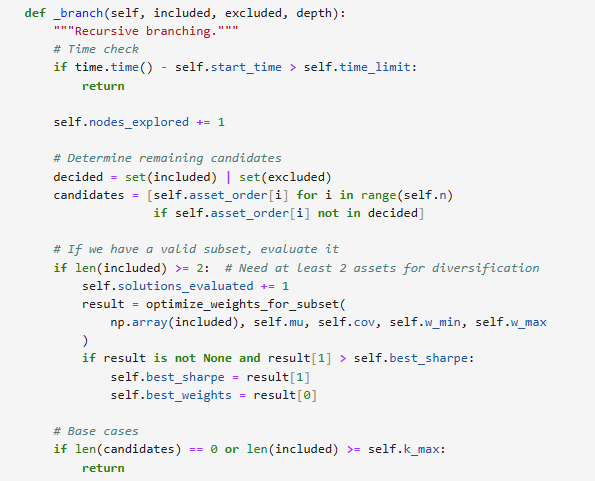 def _branch(self, included, excluded, depth):
    """Recursive branching."""
    # Time check
    if time.time() - self.start_time > self.time_limit:
        return

    self.nodes_explored += 1

    # Determine remaining candidates
    decided = set(included) | set(excluded)
    candidates = [self.asset_order[i] for i in range(self.n)
                  if self.asset_order[i] not in decided]

    # If we have a valid subset, evaluate it
    if len(included) >= 2:  # Need at least 2 assets for diversification
        self.solutions_evaluated += 1
        result = optimize_weights_for_subset(
            np.array(included), self.mu, self.cov, self.w_min, self.w_max
        )
        if result is not None and result[1] > self.best_sharpe:
            self.best_sharpe = result[1]
            self.best_weights = result[0]

    # Base cases
    if len(candidates) == 0 or len(included) >= self.k_max:
        return